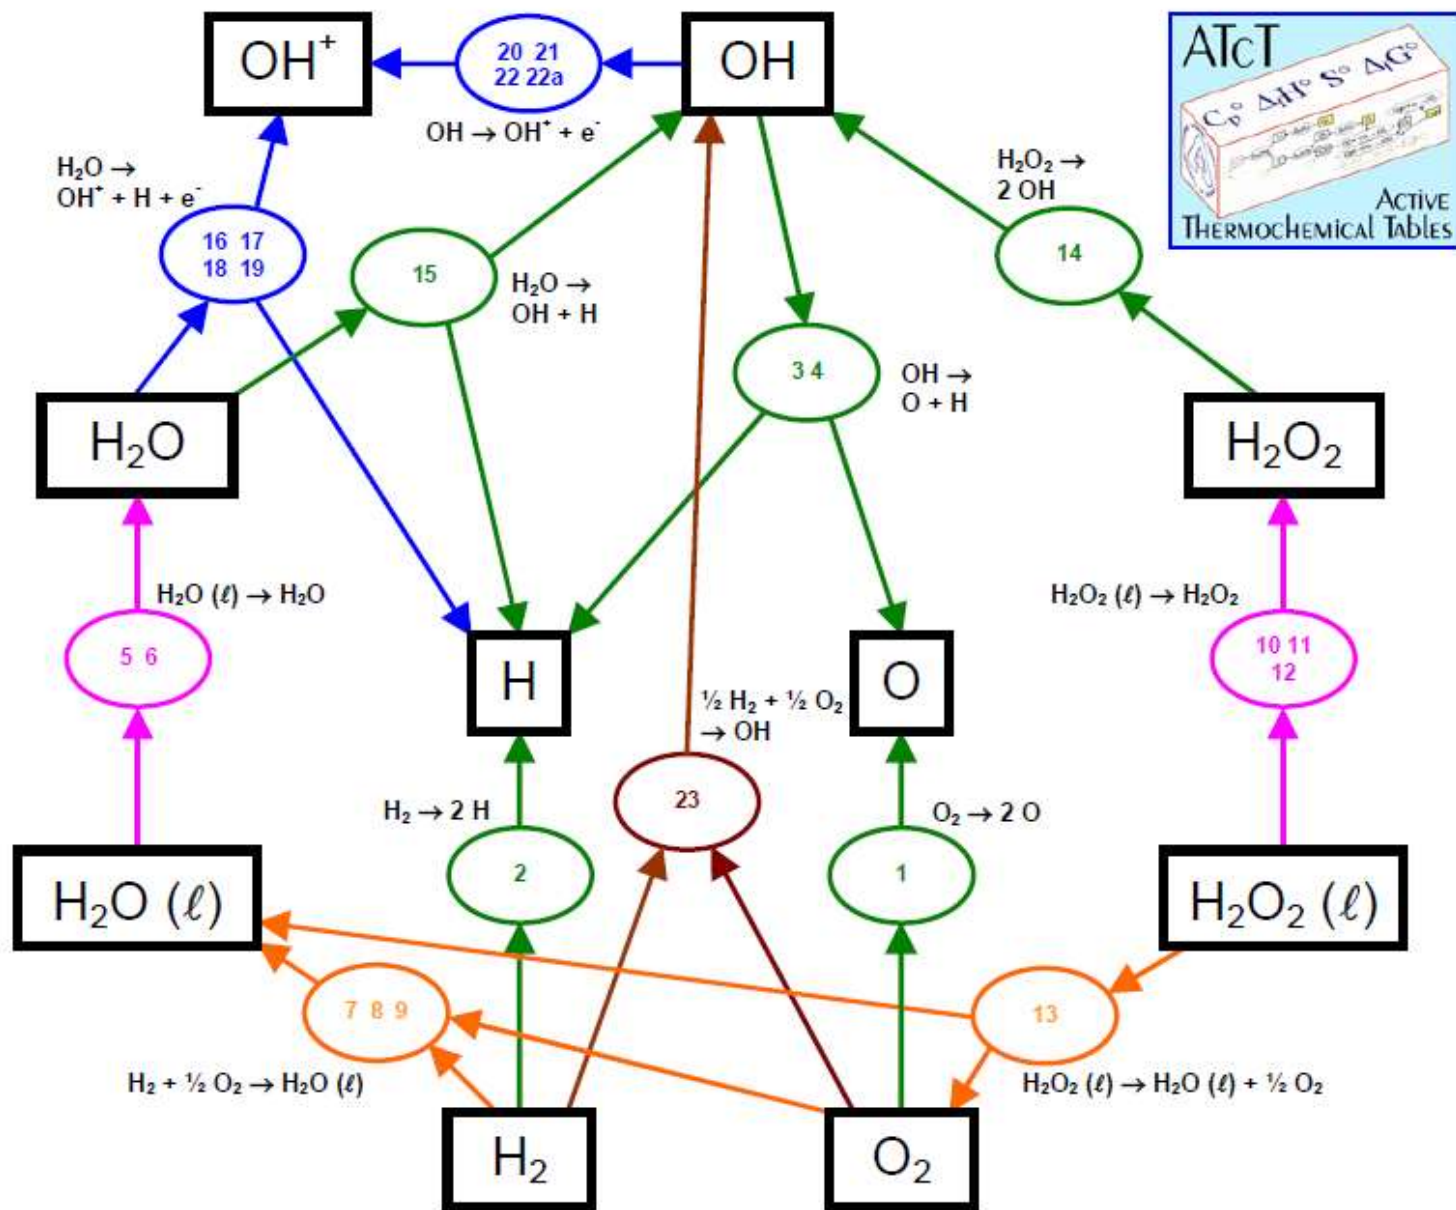 OH⁺
20 21
22 22a
OH
OH → OH⁺ + e⁻
ATcT
Cp° ΔfH° S° ΔfG°
ACTIVE
THERMOCHEMICAL TABLES
H₂O →
OH⁺ + H + e⁻
H₂O₂ →
2 OH
16 17
18 19
15
H₂O →
OH + H
14
3 4
OH →
O + H
H₂O
H₂O₂
H₂O (ℓ) → H₂O
H₂O₂ (ℓ) → H₂O₂
5 6
10 11
12
H
O
½ H₂ + ½ O₂
→ OH
23
H₂ → 2 H
O₂ → 2 O
2
1
H₂O (ℓ)
H₂O₂ (ℓ)
7 8 9
13
H₂ + ½ O₂ → H₂O (ℓ)
H₂O₂ (ℓ) → H₂O (ℓ) + ½ O₂
H₂
O₂